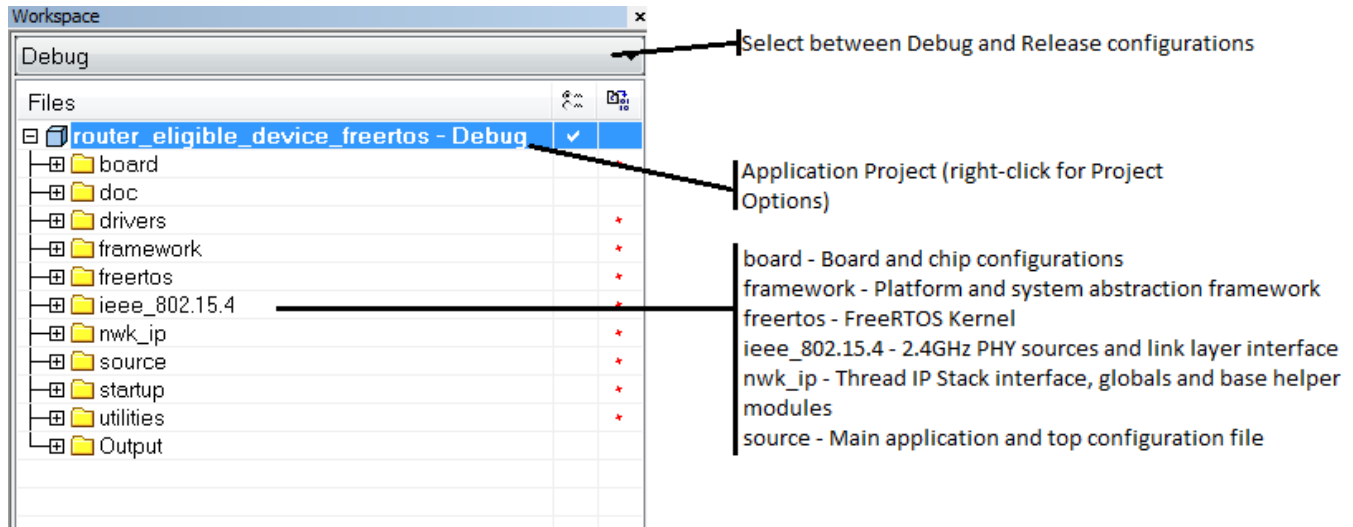 Workspace
x
Debug
Select between Debug and Release configurations
Files
router_eligible_device_freertos - Debug
board
doc
drivers
framework
freertos
ieee_802.15.4
nwk_ip
source
startup
utilities
Output
Application Project (right-click for Project
Options)
board - Board and chip configurations
framework - Platform and system abstraction framework
freertos - FreeRTOS Kernel
ieee_802.15.4 - 2.4GHz PHY sources and link layer interface
nwk_ip - Thread IP Stack interface, globals and base helper
modules
source - Main application and top configuration file